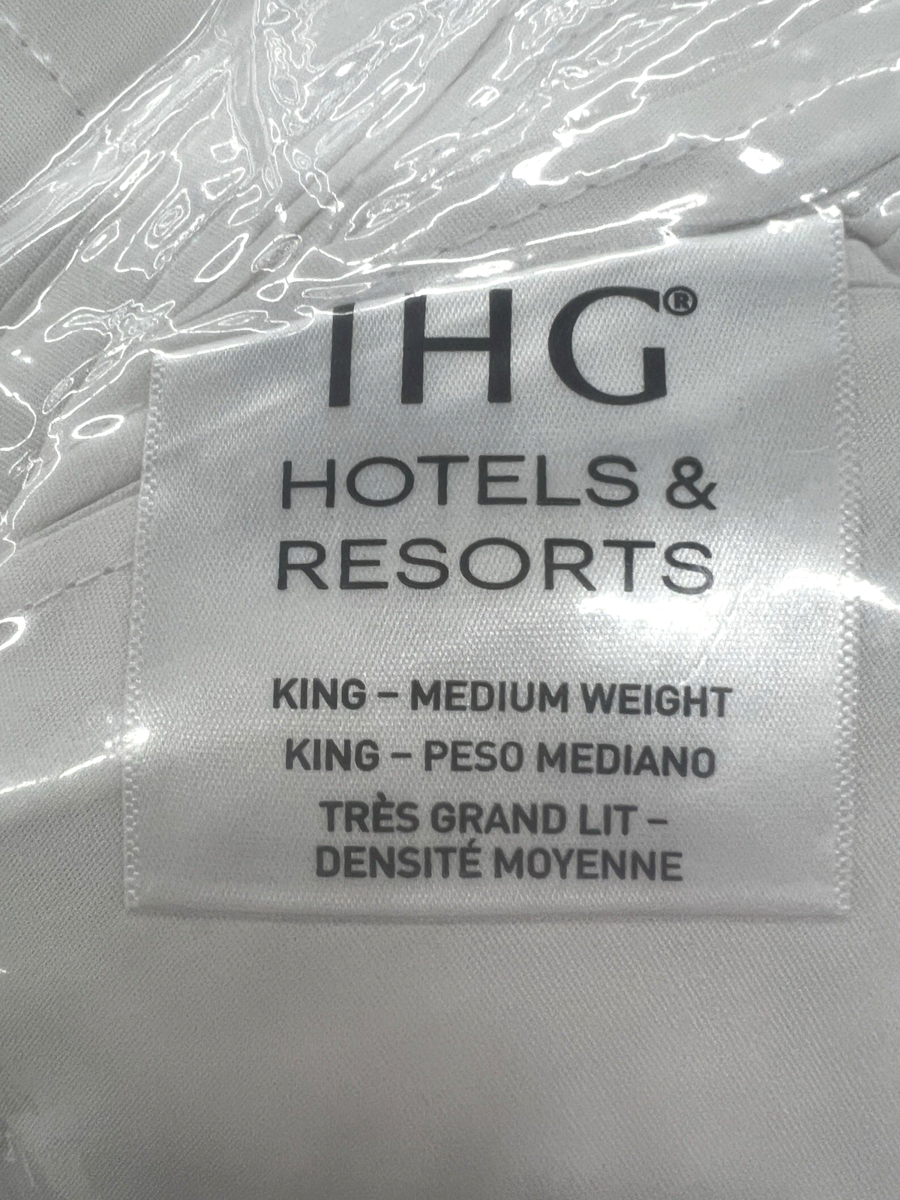 IHG®
HOTELS &
RESORTS
KING – MEDIUM WEIGHT
KING – PESO MEDIANO
TRÈS GRAND LIT –
DENSITÉ MOYENNE